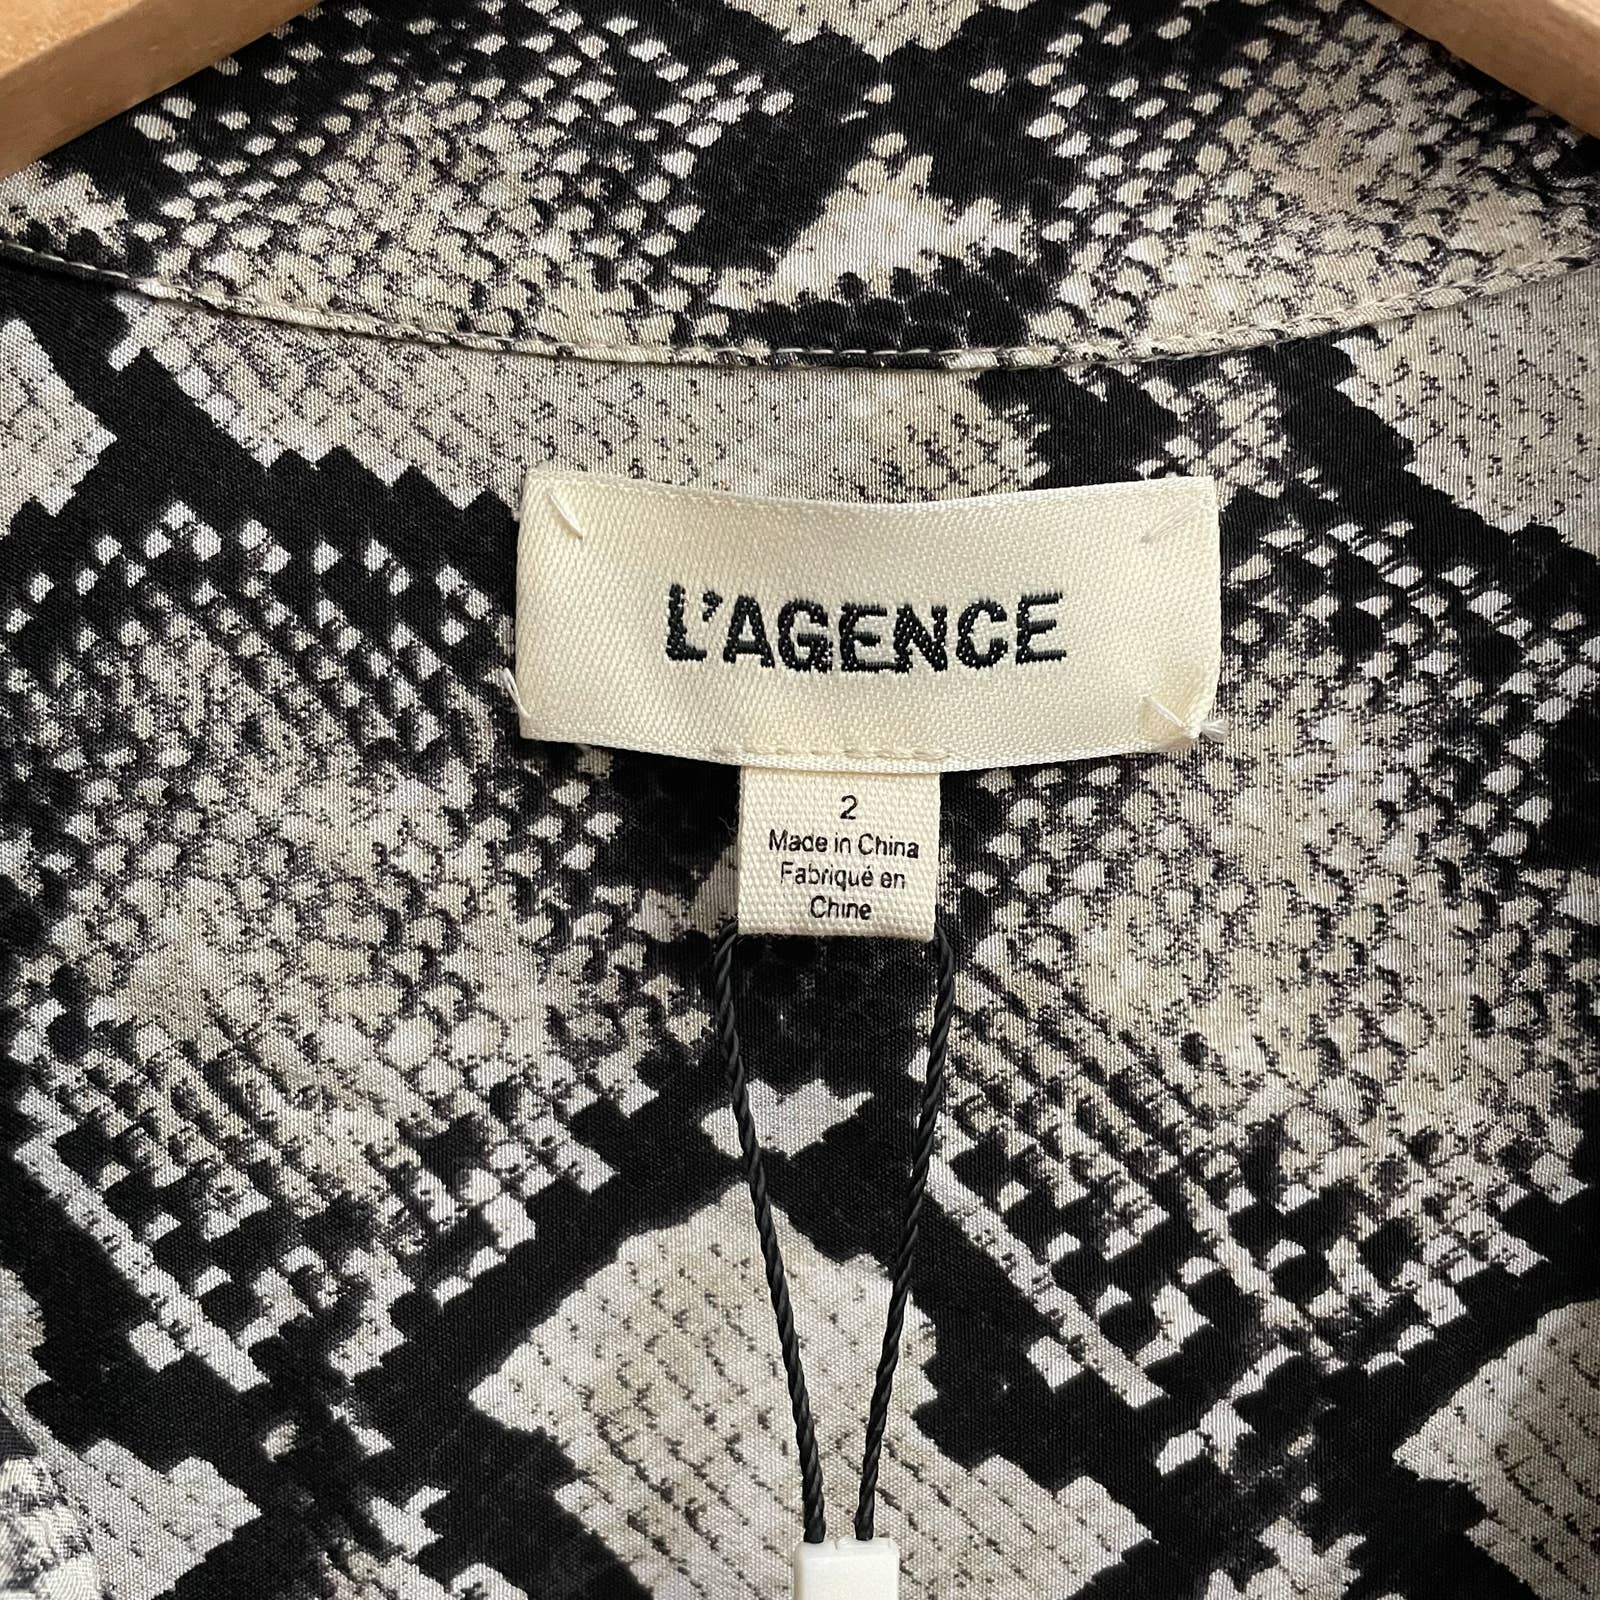 L'AGENCE
2
Made in China
Fabriqué en
Chine